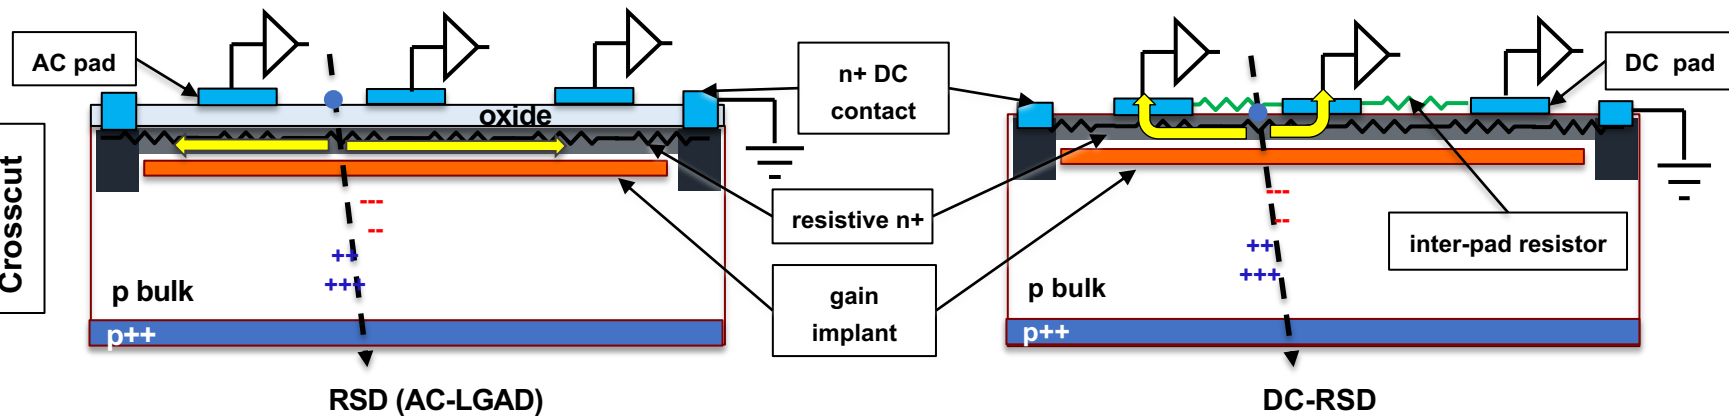 Crosscut
AC pad
oxide
n+ DC
contact
DC pad
resistive n+
inter-pad resistor
gain
implant
---
--
++
+++
p bulk
p++
---
--
++
+++
p bulk
p++
RSD (AC-LGAD)
DC-RSD